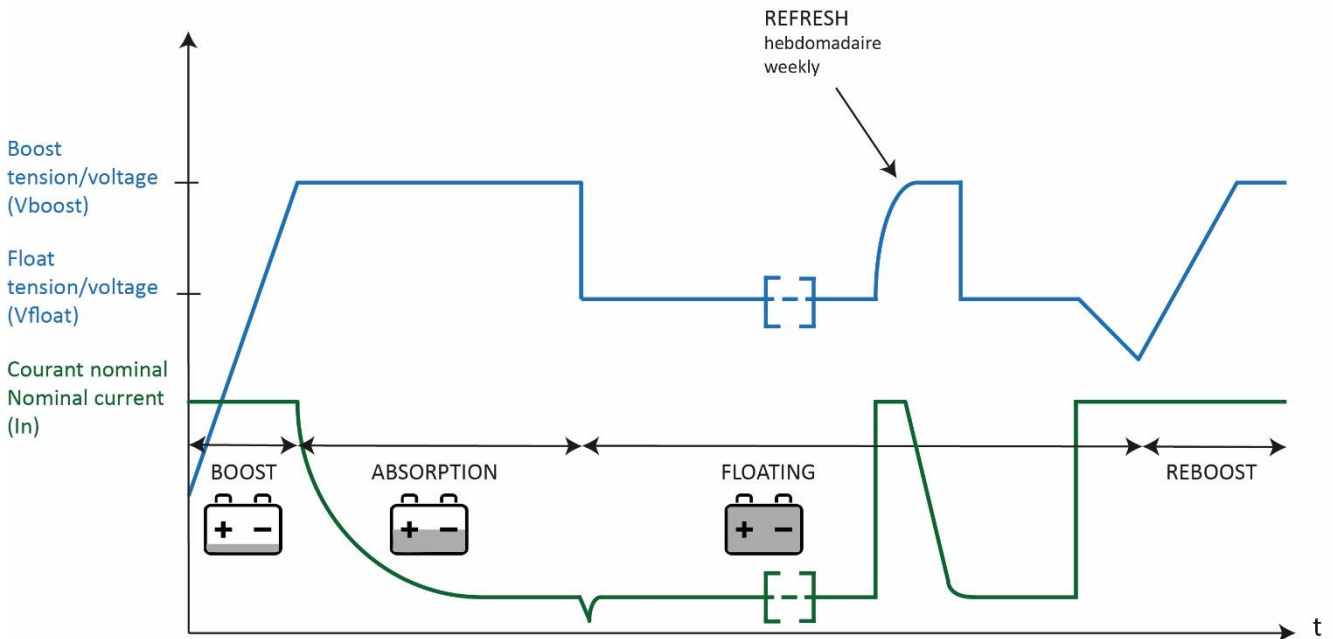 REFRESH
hebdomadaire
weekly
Boost
tension/voltage
(Vboost)
Float
tension/voltage
(Vfloat)
Courant nominal
Nominal current
(In)
BOOST
ABSORPTION
FLOATING
REBOOST
+ −
+ −
+ −
t